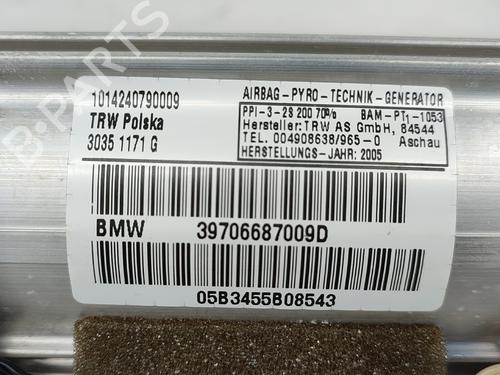 1014240790009
TRW Polska
3035 1171 G
AIRBAG-PYRO-TECHNIK-GENERATOR
PPI-3-2S 200 70% BAM-PT1-1053
Hersteller: TRW AS GmbH, 84544
TEL. 004908638/965-0 Aschau
HERSTELLUNGS-JAHR: 2005
BMW 39706687009D
05B3455B08543
B-PARTS